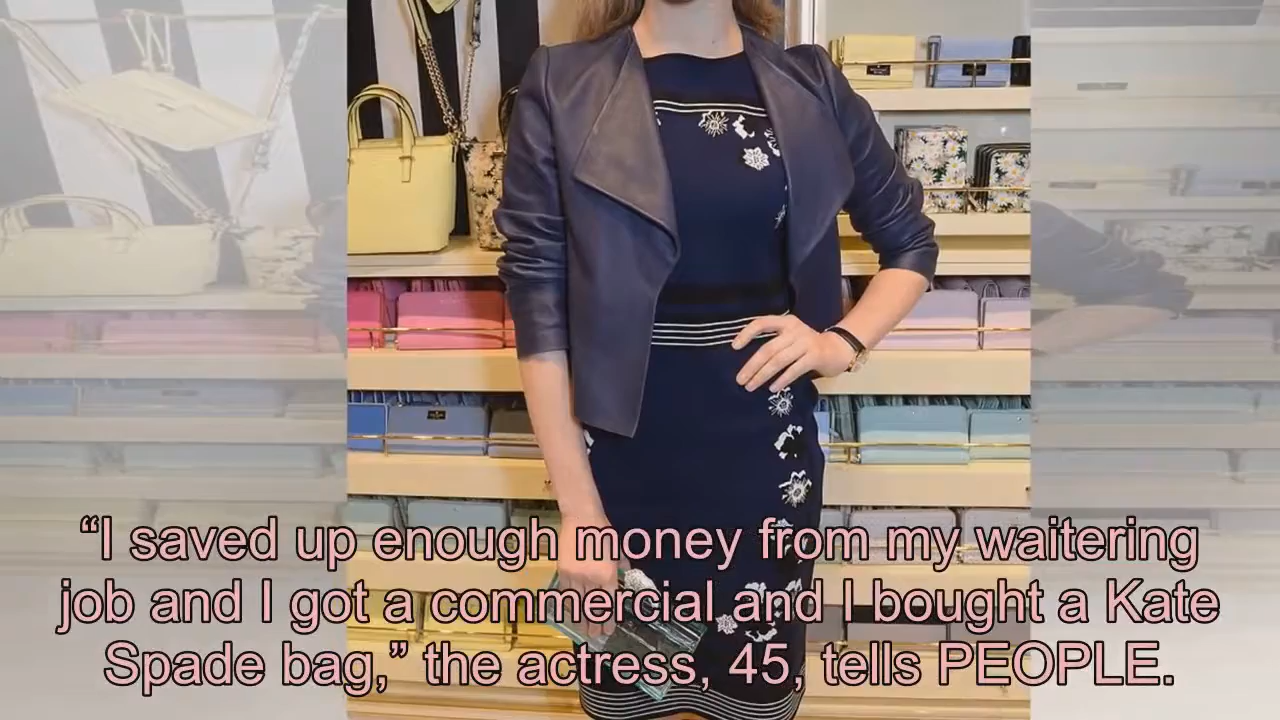 “I saved up enough money from my waitering
job and I got a commercial and I bought a Kate
Spade bag,” the actress, 45, tells PEOPLE.